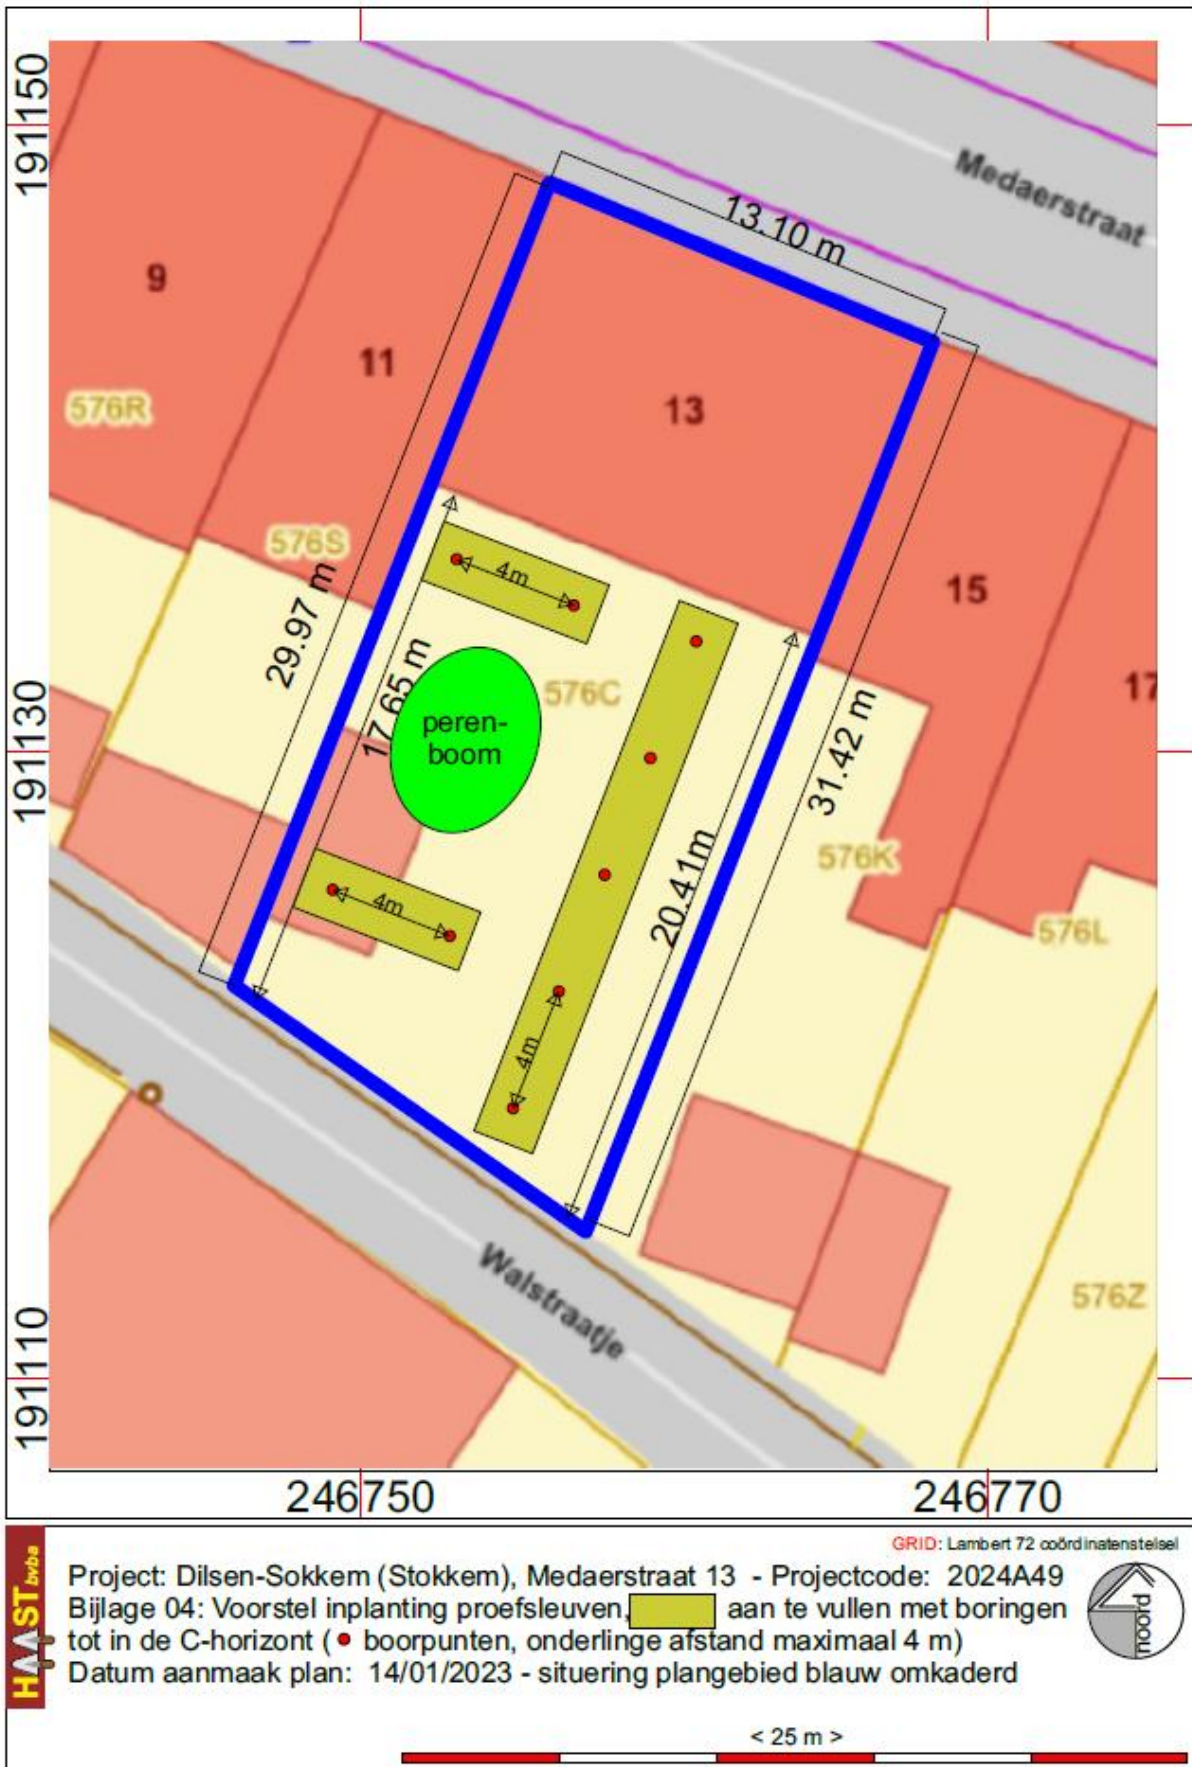 191150
191130
191110
246750
246770
Medaerstraat
13.10 m
9
11
13
15
17
576R
576S
576C
576K
576L
576Z
29.97 m
17.65 m
31.42 m
20.41m
4m
4m
4m
peren-
boom
Walstraatje
GRID: Lambert 72 coördinatenstelsel
HAAST bvba
Project: Dilsen-Sokkem (Stokkem), Medaerstraat 13 - Projectcode: 2024A49
Bijlage 04: Voorstel inplanting proefsleuven, aan te vullen met boringen
tot in de C-horizont ( boorpunten, onderlinge afstand maximaal 4 m)
Datum aanmaak plan: 14/01/2023 - situering plangebied blauw omkaderd
noord
< 25 m >